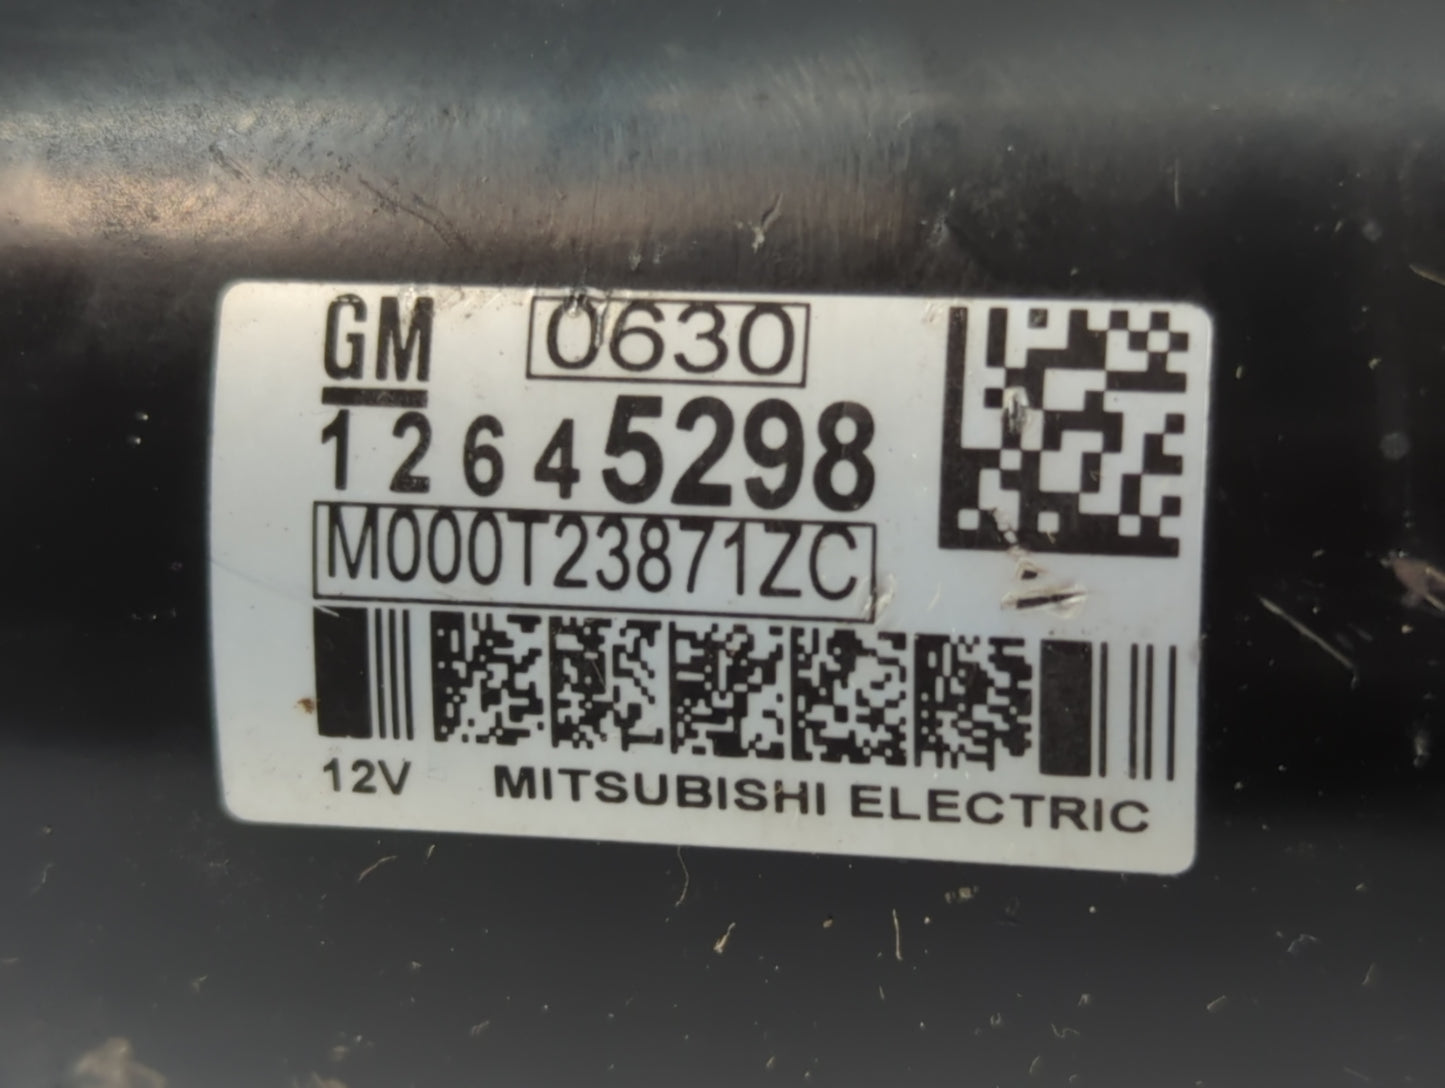 GM 0630
12645298
M000T23871ZC
12V MITSUBISHI ELECTRIC